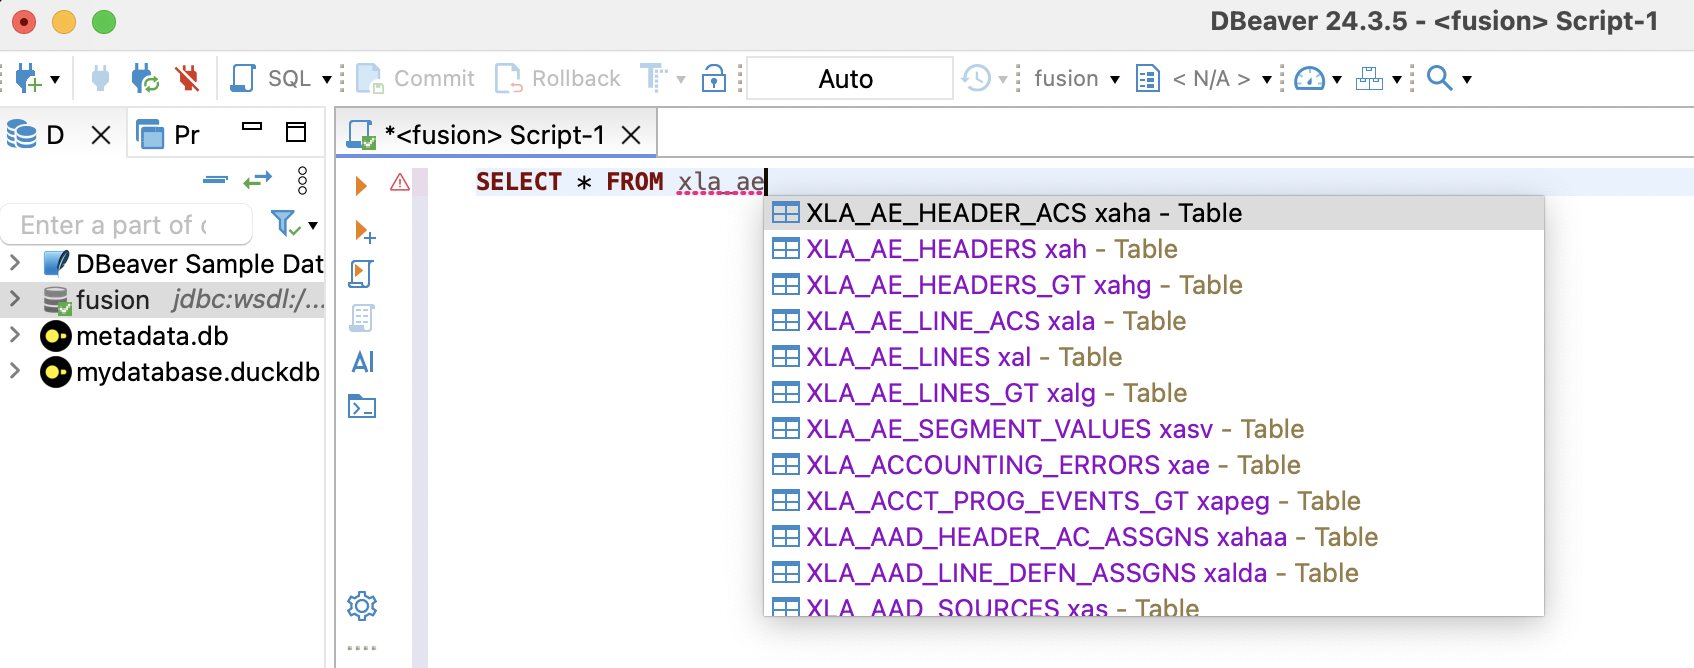 DBeaver 24.3.5 - <fusion> Script-1
SQL Commit Rollback T Auto fusion < N/A >
D Pr *<fusion> Script-1
Enter a part of
DBeaver Sample Dat
fusion jdbc:wsdl:/...
metadata.db
mydatabase.duckdb
AI
SELECT * FROM xla_ae
XLA_AE_HEADER_ACS xaha - Table
XLA_AE_HEADERS xah - Table
XLA_AE_HEADERS_GT xahg - Table
XLA_AE_LINE_ACS xala - Table
XLA_AE_LINES xal - Table
XLA_AE_LINES_GT xalg - Table
XLA_AE_SEGMENT_VALUES xasv - Table
XLA_ACCOUNTING_ERRORS xae - Table
XLA_ACCT_PROG_EVENTS_GT xapeg - Table
XLA_AAD_HEADER_AC_ASSGNS xahaa - Table
XLA_AAD_LINE_DEFN_ASSGNS xalda - Table
XLA_AAD_SOURCES xas - Table